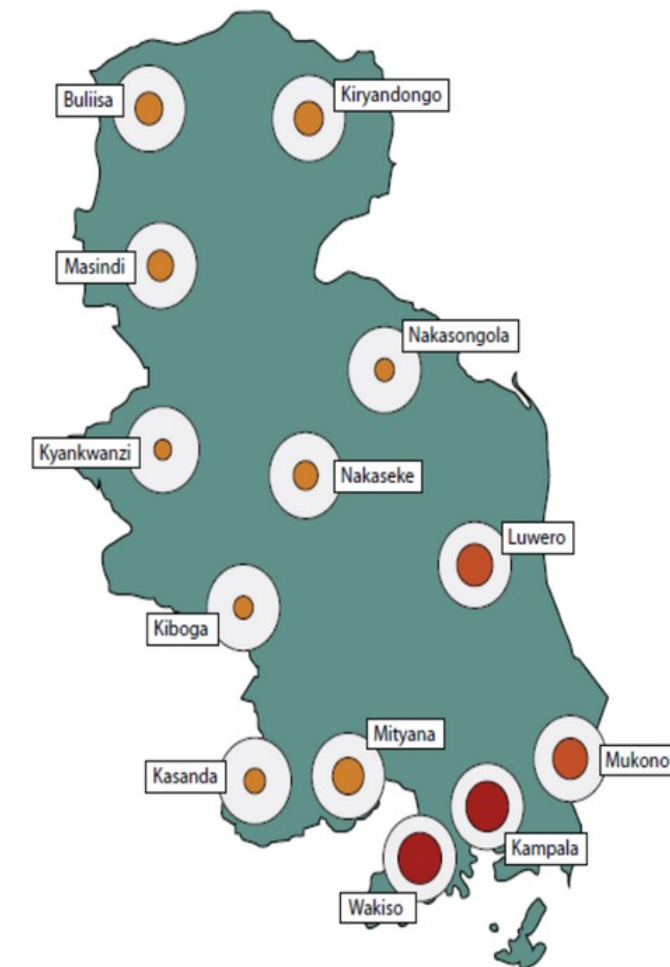 Buliisa
Kiryandongo
Masindi
Nakasongola
Kyankwanzi
Nakaseke
Luwero
Kiboga
Mityana
Kasanda
Mukono
Kampala
Wakiso